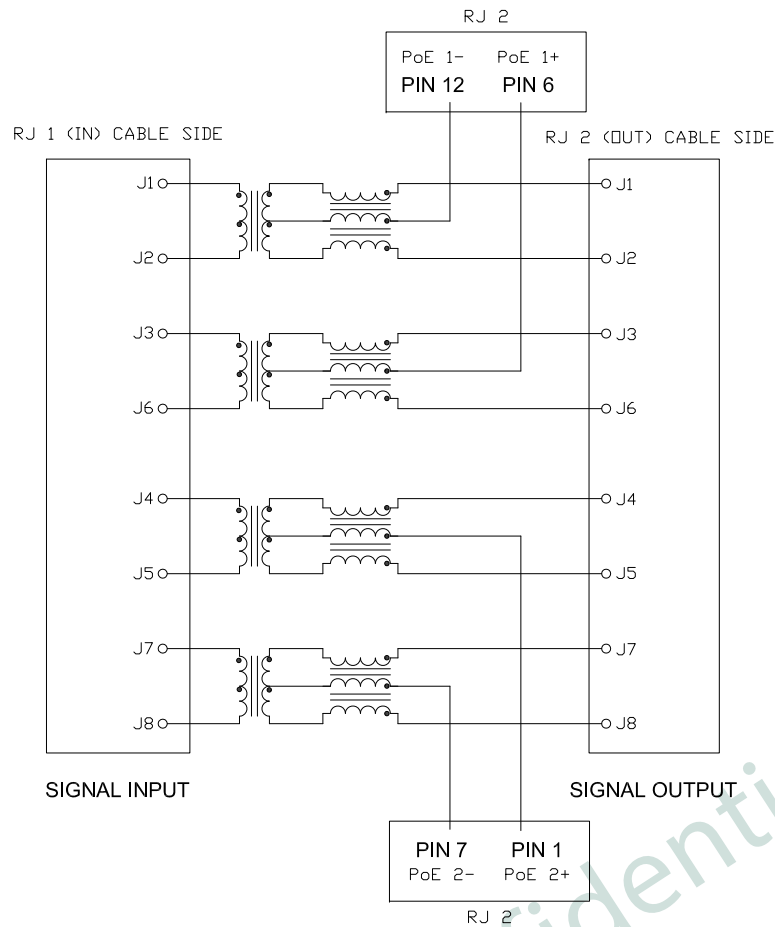 RJ 2
PoE 1- PoE 1+
PIN 12 PIN 6
RJ 1 (IN) CABLE SIDE
RJ 2 (OUT) CABLE SIDE
J1 J1
J2 J2
J3 J3
J6 J6
J4 J4
J5 J5
J7 J7
J8 J8
SIGNAL INPUT SIGNAL OUTPUT
PIN 7 PIN 1
PoE 2- PoE 2+
RJ 2
fidenti